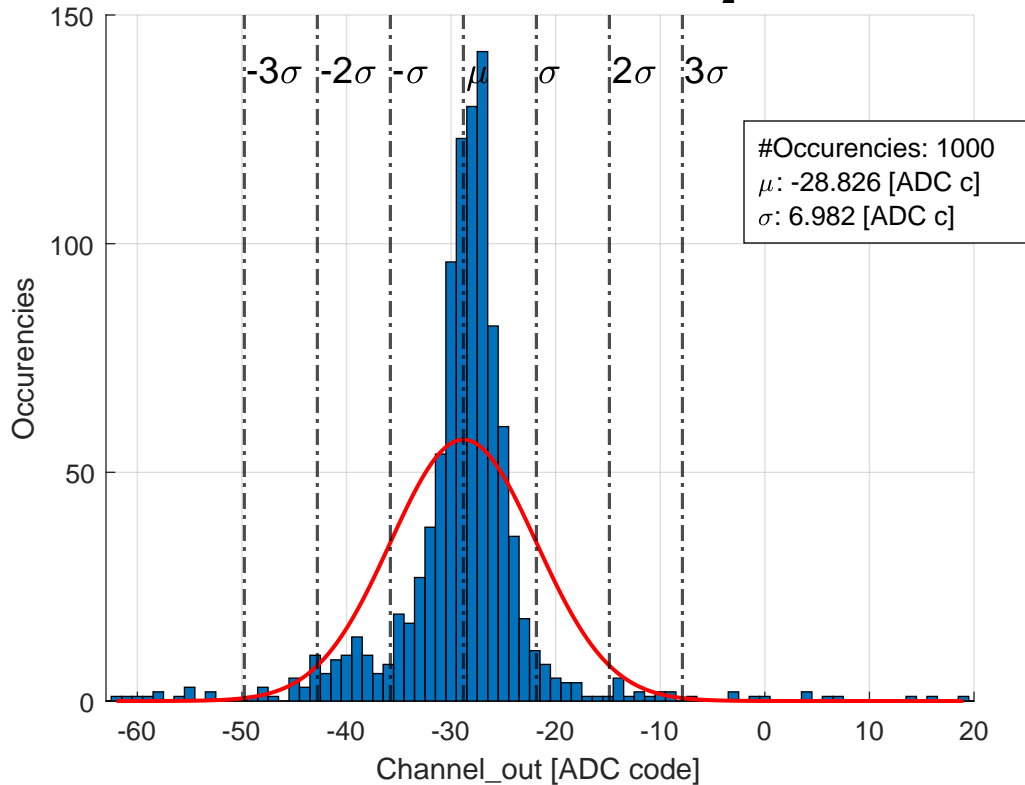 2
150
-3σ -2σ -σ μ σ 2σ 3σ
#Occurencies: 1000
μ: -28.826 [ADC c]
σ: 6.982 [ADC c]
100
50
0
Occurencies
-60 -50 -40 -30 -20 -10 0 10 20
Channel_out [ADC code]